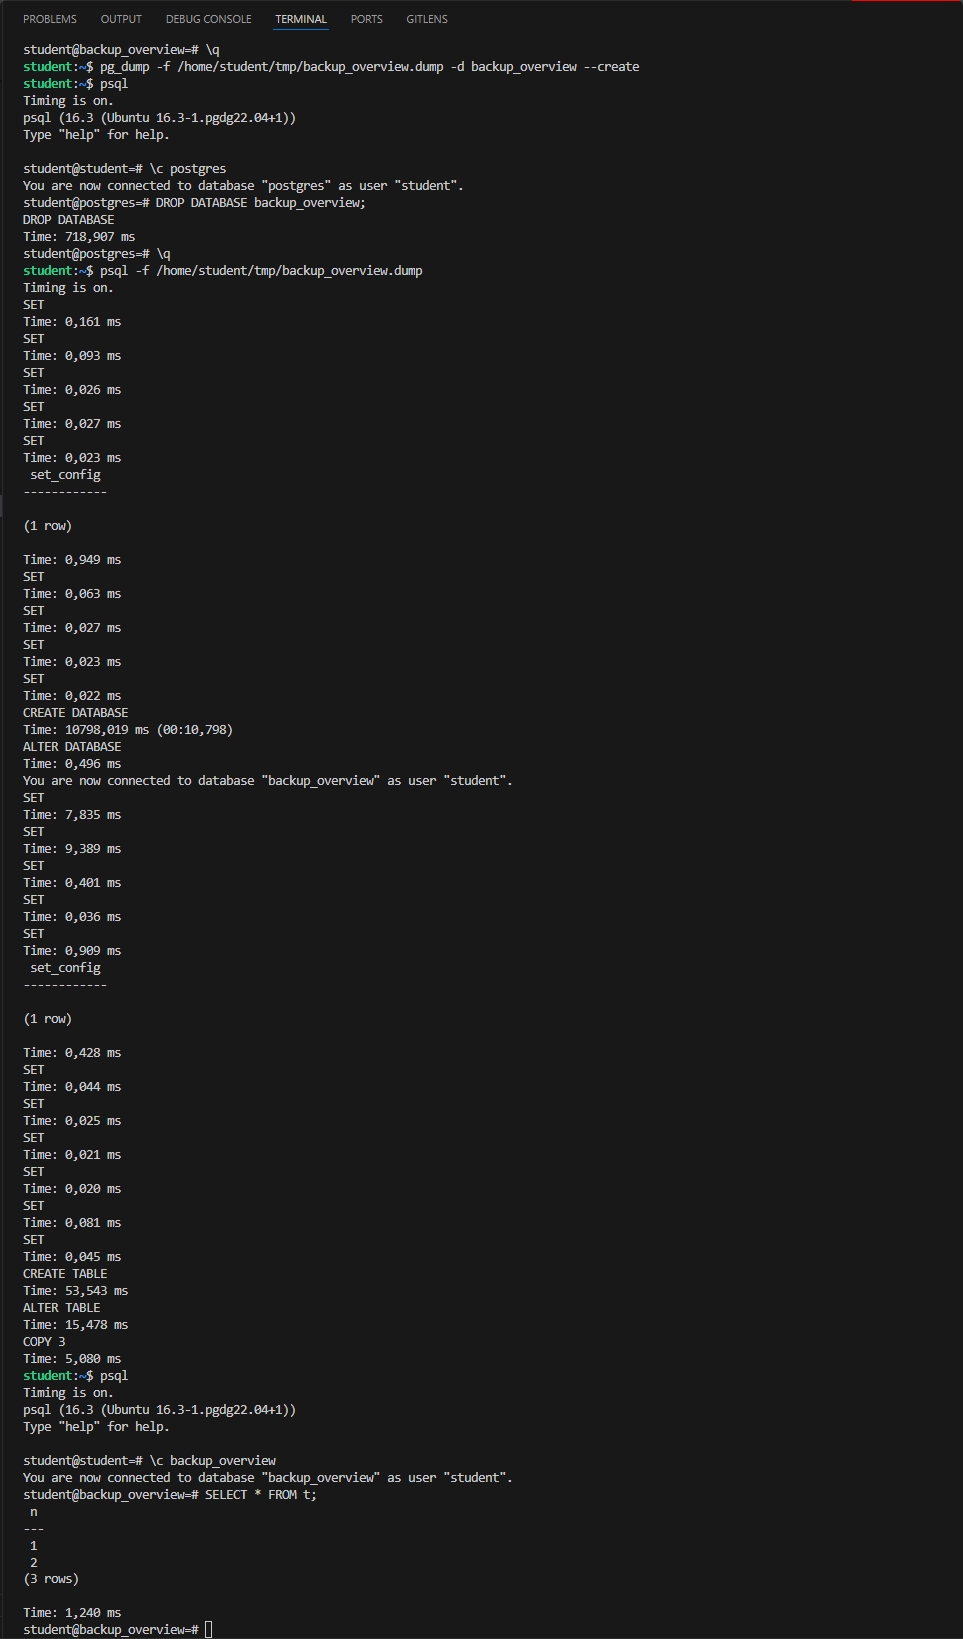 PROBLEMS OUTPUT DEBUG CONSOLE TERMINAL PORTS GITLENS
student@backup_overview=# \q
student:~$ pg_dump -f /home/student/tmp/backup_overview.dump -d backup_overview --create
student:~$ psql
Timing is on.
psql (16.3 (Ubuntu 16.3-1.pgdg22.04+1))
Type "help" for help.

student@student=# \c postgres
You are now connected to database "postgres" as user "student".
student@postgres=# DROP DATABASE backup_overview;
DROP DATABASE
Time: 718,907 ms
student@postgres=# \q
student:~$ psql -f /home/student/tmp/backup_overview.dump
Timing is on.
SET
Time: 0,161 ms
SET
Time: 0,093 ms
SET
Time: 0,026 ms
SET
Time: 0,027 ms
SET
Time: 0,023 ms
 set_config
------------

(1 row)

Time: 0,949 ms
SET
Time: 0,063 ms
SET
Time: 0,027 ms
SET
Time: 0,023 ms
SET
Time: 0,022 ms
CREATE DATABASE
Time: 10798,019 ms (00:10,798)
ALTER DATABASE
Time: 0,496 ms
You are now connected to database "backup_overview" as user "student".
SET
Time: 7,835 ms
SET
Time: 9,389 ms
SET
Time: 0,401 ms
SET
Time: 0,036 ms
SET
Time: 0,909 ms
 set_config
------------

(1 row)

Time: 0,428 ms
SET
Time: 0,044 ms
SET
Time: 0,025 ms
SET
Time: 0,021 ms
SET
Time: 0,020 ms
SET
Time: 0,081 ms
SET
Time: 0,045 ms
CREATE TABLE
Time: 53,543 ms
ALTER TABLE
Time: 15,478 ms
COPY 3
Time: 5,080 ms
student:~$ psql
Timing is on.
psql (16.3 (Ubuntu 16.3-1.pgdg22.04+1))
Type "help" for help.

student@student=# \c backup_overview
You are now connected to database "backup_overview" as user "student".
student@backup_overview=# SELECT * FROM t;
 n
---
 1
 2
(3 rows)

Time: 1,240 ms
student@backup_overview=#